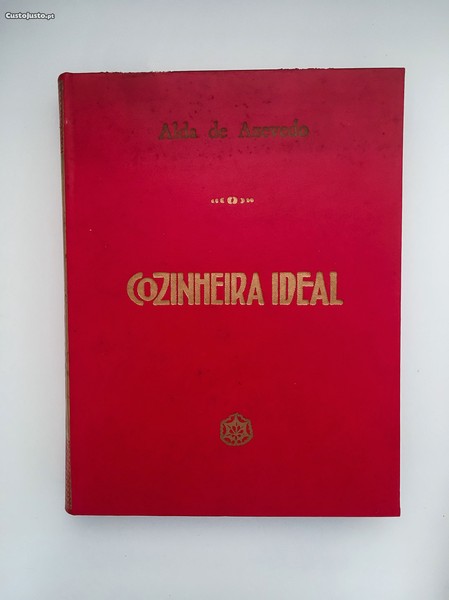 CustoJusto.pt
Alda de Azevedo
COZINHEIRA IDEAL